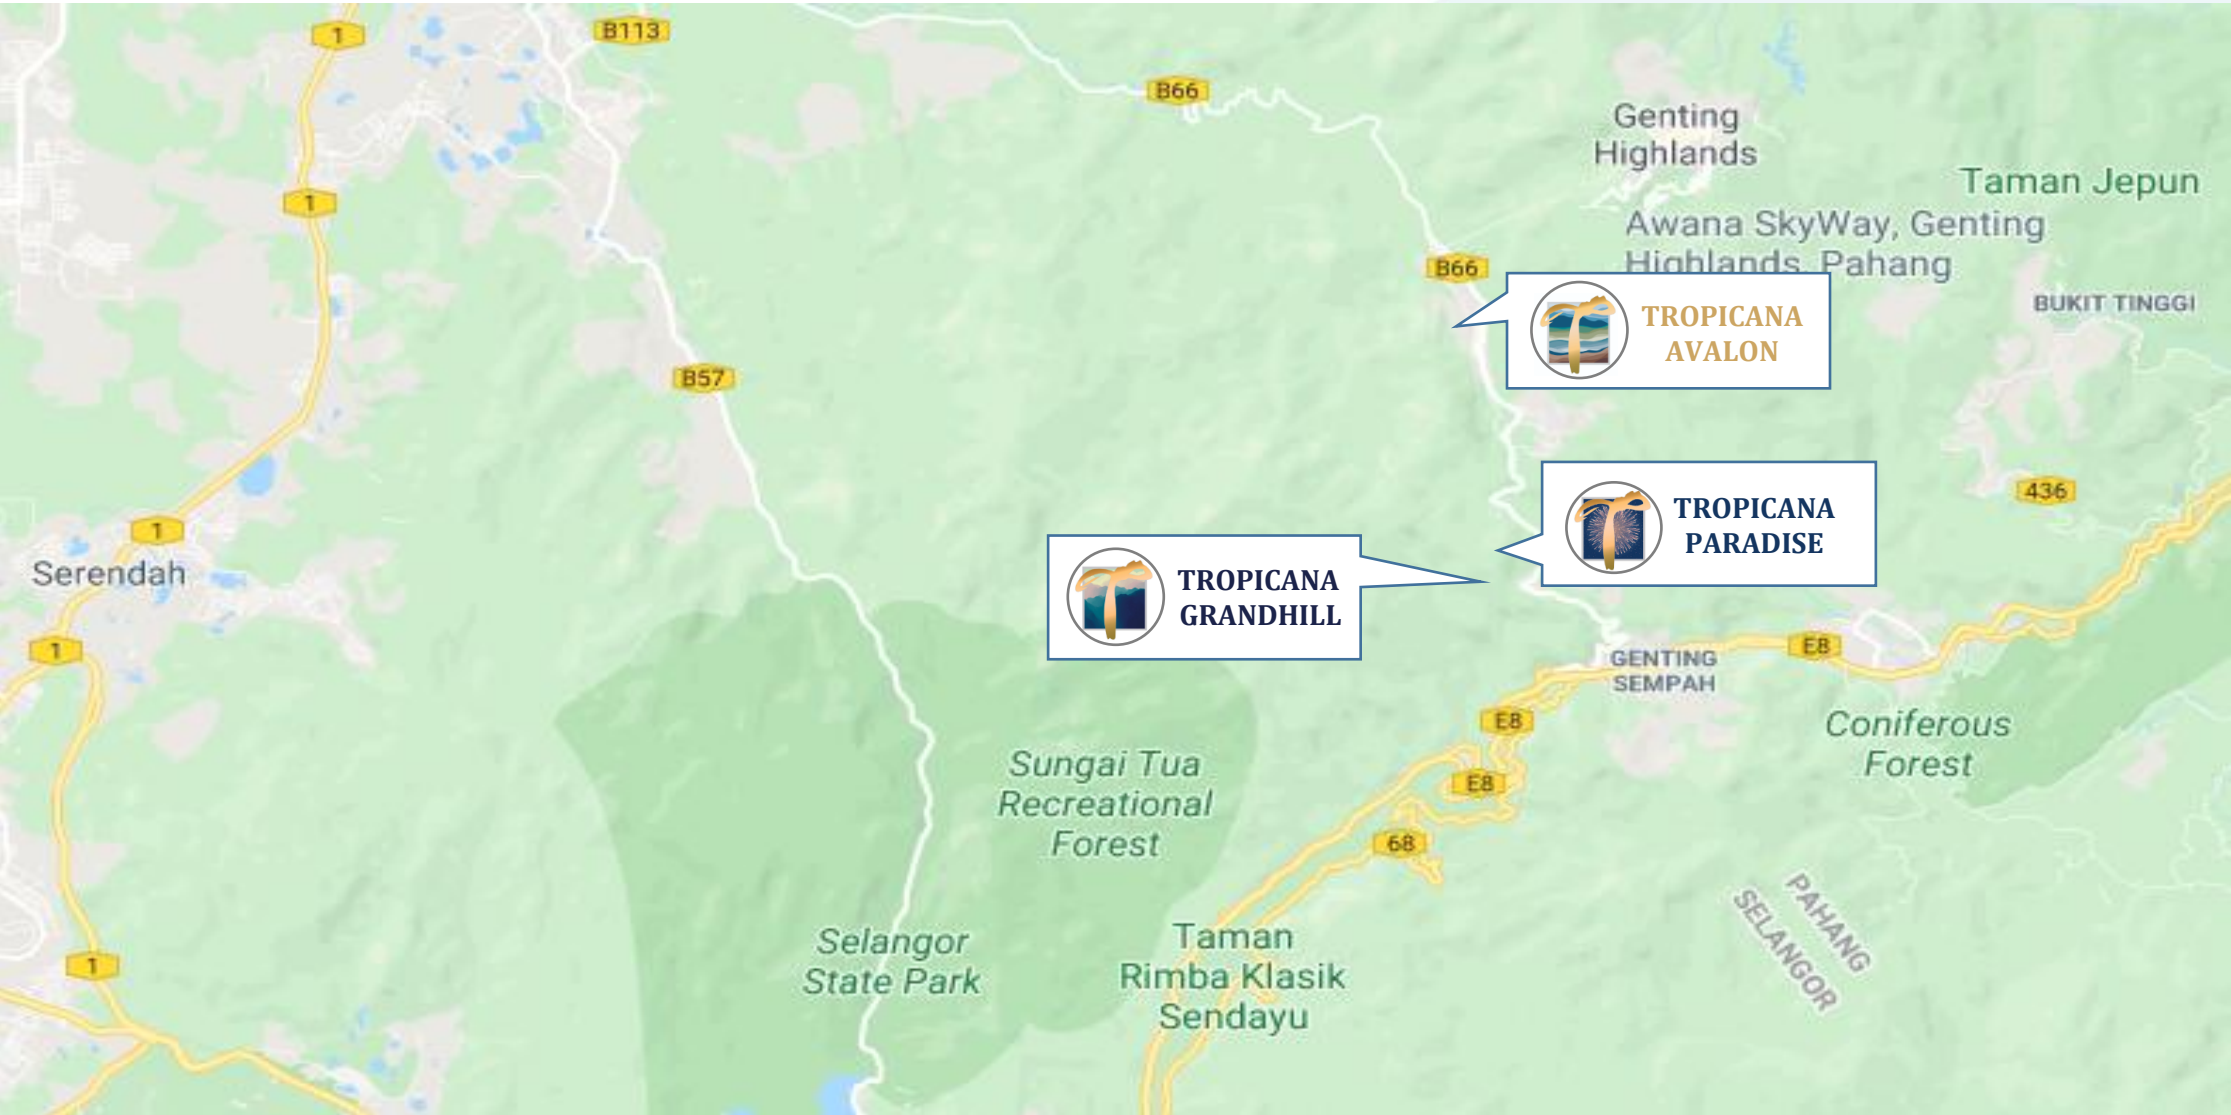 1
B113
B66
Genting
Highlands
Taman Jepun
1
Awana SkyWay, Genting
Highlands, Pahang
B66
BUKIT TINGGI
TROPICANA
AVALON
B57
436
TROPICANA
PARADISE
1
Serendah
TROPICANA
GRANDHILL
1
E8
GENTING
SEMPAH
E8
Coniferous
Forest
Sungai Tua
Recreational
Forest
E8
68
PAHANG
SELANGOR
Selangor
State Park
Taman
Rimba Klasik
Sendayu
1